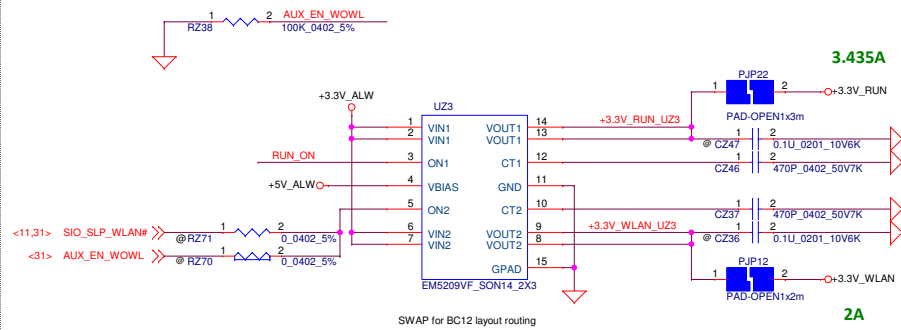 AUX_EN_WOWL
1 2
RZ38 100K_0402_5%
3.435A
PJP22
1 2
+3.3V_RUN
PAD-OPEN1x3m
+3.3V_ALW
UZ3
1 VIN1 VOUT1 14 +3.3V_RUN_UZ3
2 VIN1 VOUT1 13 1 2
@ CZ47 0.1U_0201_10V6K
RUN_ON 3 ON1 CT1 12 1 2
CZ46 470P_0402_50V7K
+5V_ALW 4 VBIAS GND 11
5 ON2 CT2 10 1 2
CZ37 470P_0402_50V7K
<11,31> SIO_SLP_WLAN# 1 2 6 VIN2 VOUT2 9 +3.3V_WLAN_UZ3 1 2
@ RZ71 0_0402_5% 7 VIN2 VOUT2 8 @ CZ36 0.1U_0201_10V6K
<31> AUX_EN_WOWL 1 2
@ RZ70 0_0402_5%
GPAD 15
PJP12
1 2
+3.3V_WLAN
EM5209VF_SON14_2X3
PAD-OPEN1x2m
2A
SWAP for BC12 layout routing